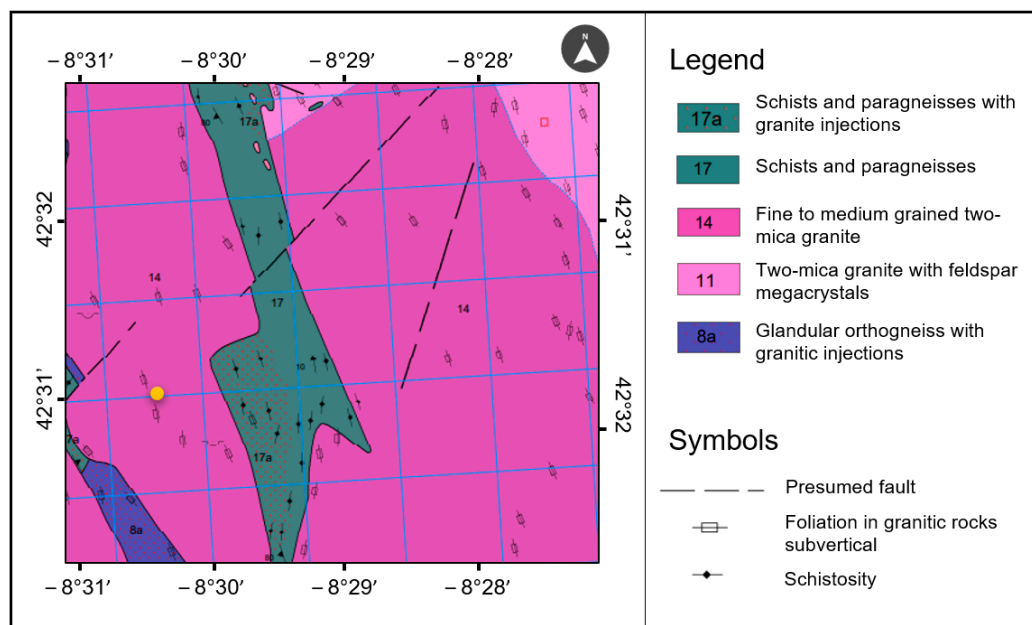 N
– 8°31’ – 8°30’ – 8°29’ – 8°28’
42°32
42°31’
42°31’
42°32
80
17a
14
17
14
10
17a
7a
8a
80
– 8°31’ – 8°30’ – 8°29’ – 8°28’
Legend
17a
Schists and paragneisses with
granite injections
17
Schists and paragneisses
14
Fine to medium grained two-
mica granite
11
Two-mica granite with feldspar
megacrystals
8a
Glandular orthogneiss with
granitic injections
Symbols
Presumed fault
Foliation in granitic rocks
subvertical
Schistosity